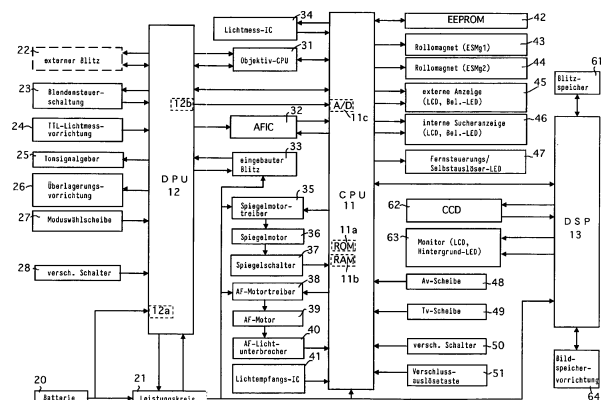 22
externer Blitz
23
Blendensteuer-
schaltung
24
TTL-Lichtmessvor-
richtung
25
Tonsignalgeber
26
Überlagerungs-
vorrichtung
27
Moduswählscheibe
28
versch. Schalter
20
Batterie
21
Leistungskreis
DPU
12
12b
12a
34
Lichtmess-IC
31
Objektiv-CPU
32
AFIC
33
eingebauter
Blitz
35
Spiegelmotor-
treiber
36
Spiegelmotor
37
Spiegelschalter
38
AF-Motortreiber
39
AF-Motor
40
AF-Licht-
unterbrecher
41
Lichtempfangs-IC
A/D
11c
CPU
11
11a
ROM
RAM
11b
EEPROM
42
Rollomagnet (ESMg1)
43
Rollomagnet (ESMg2)
44
externe Anzeige
(LCD, Bel.-LED)
45
interne Sucheranzeige
(LCD, Bel.-LED)
46
Fernsteuerungs/
Selbstauslöser-LED
47
62
CCD
63
Monitor (LCD,
Hintergrund-LED)
Av-Scheibe
48
Tv-Scheibe
49
versch. Schalter
50
Verschluss-
auslösetaste
51
61
Blitz-
speicher
DSP
13
Bild-
speicher-
vorrichtung
64